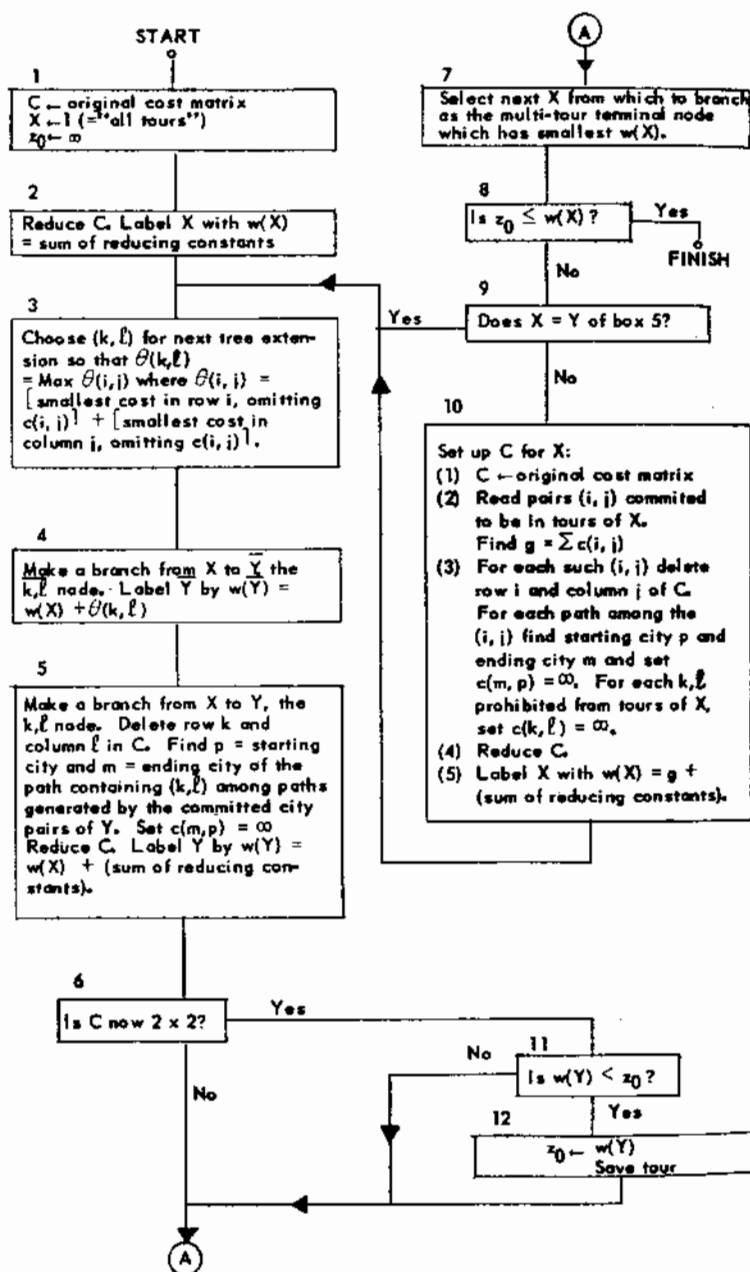 START
1
C ← original cost matrix
X ← 1 (="all tours")
z0 ← ∞
2
Reduce C. Label X with w(X)
= sum of reducing constants
3
Choose (k, ℓ) for next tree exten-
sion so that θ(k,ℓ)
= Max θ(i, j) where θ(i, j) =
[smallest cost in row i, omitting
c(i, j)] + [smallest cost in
column j, omitting c(i, j)].
4
Make a branch from X to Y̅ the
k̅,̅ℓ̅ node. Label Y̅ by w(Y̅) =
w(X) + θ(k,ℓ)
5
Make a branch from X to Y, the
k,ℓ node. Delete row k and
column ℓ in C. Find p = starting
city and m = ending city of the
path containing (k,ℓ) among paths
generated by the committed city
pairs of Y. Set c(m,p) = ∞
Reduce C. Label Y by w(Y) =
w(X) + (sum of reducing con-
stants).
6
Is C now 2 x 2?
Yes
No
A
A
7
Select next X from which to branch
as the multi-tour terminal node
which has smallest w(X).
8
Is z0 ≤ w(X) ?
Yes
FINISH
No
9
Does X = Y of box 5?
Yes
No
10
Set up C for X:
(1) C ← original cost matrix
(2) Read pairs (i, j) commited
to be in tours of X.
Find g = Σ c(i, j)
(3) For each such (i, j) delete
row i and column j of C.
For each path among the
(i, j) find starting city p and
ending city m and set
c(m, p) = ∞. For each k,ℓ
prohibited from tours of X,
set c(k, ℓ) = ∞.
(4) Reduce C.
(5) Label X with w(X) = g +
(sum of reducing constants).
11
Is w(Y) < z0 ?
No
Yes
12
z0 ← w(Y)
Save tour